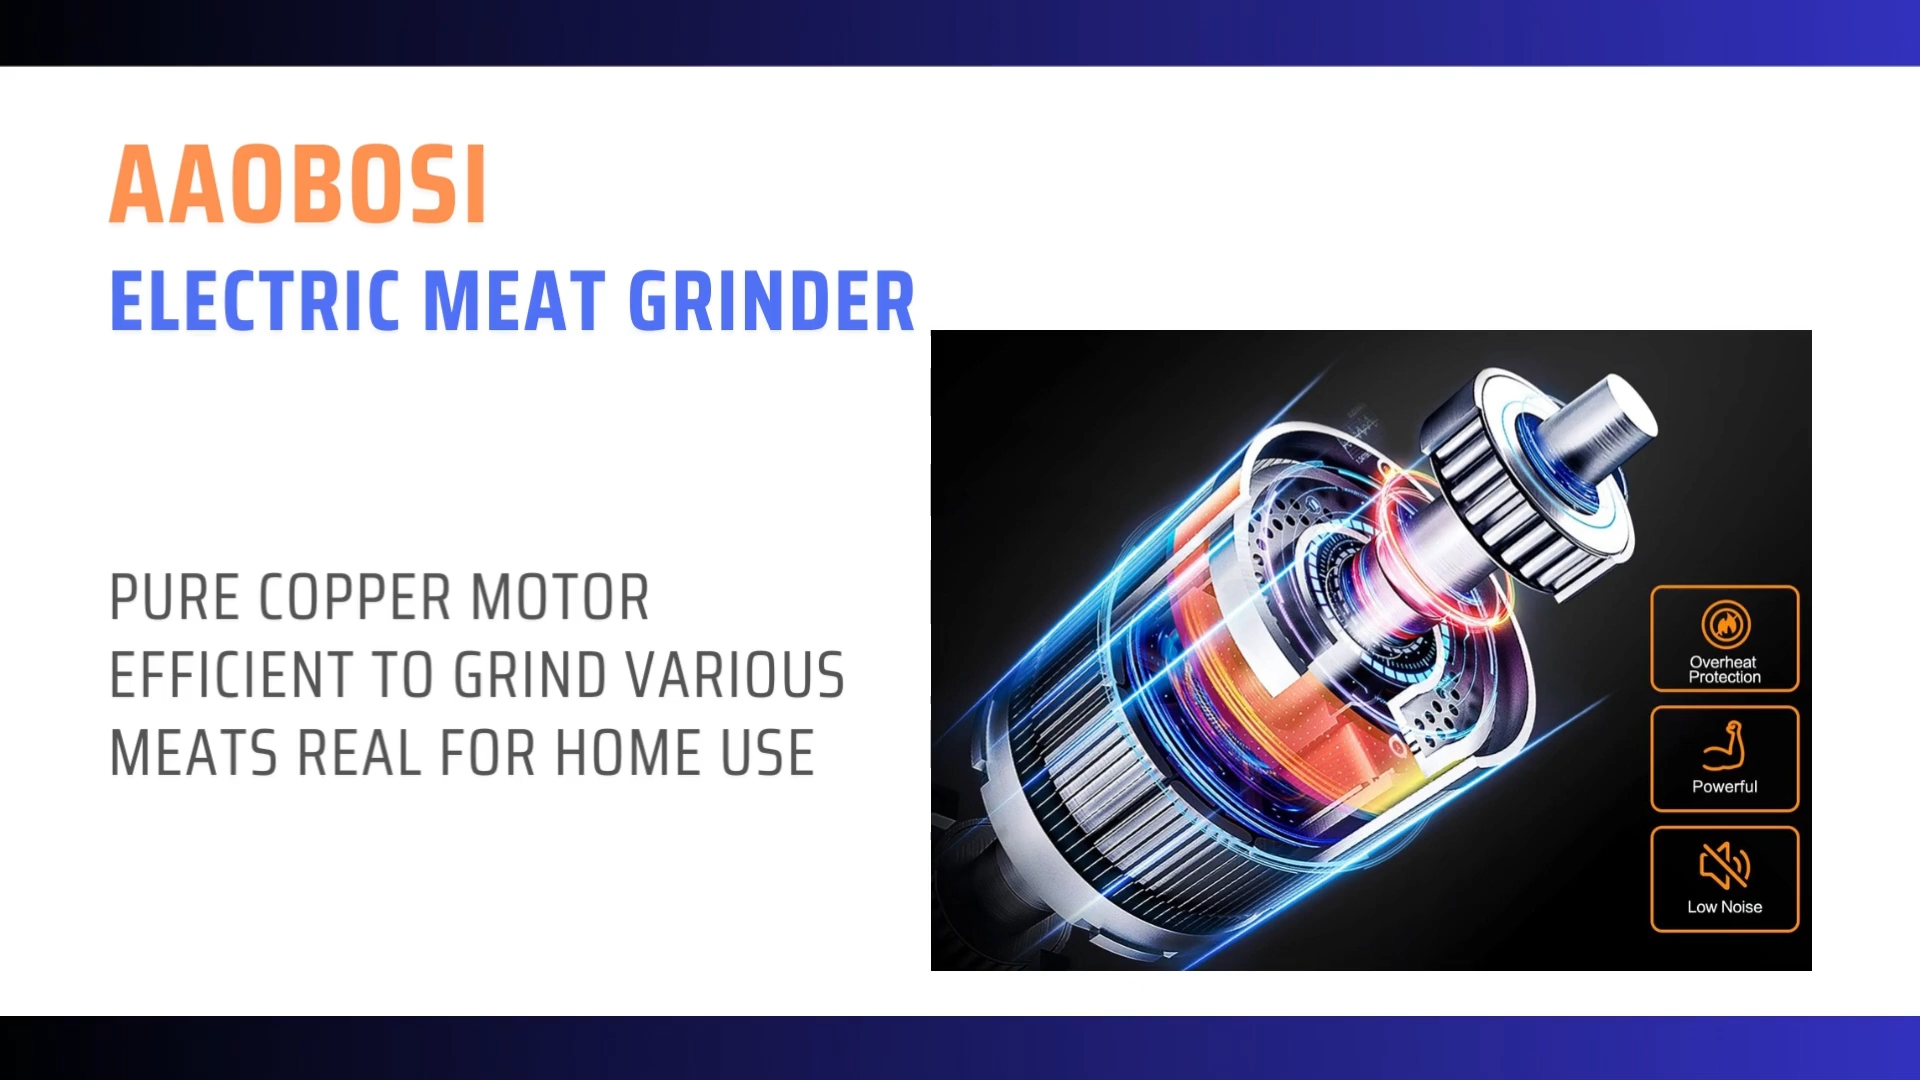 AAOBOSI
ELECTRIC MEAT GRINDER
PURE COPPER MOTOR
EFFICIENT TO GRIND VARIOUS
MEATS REAL FOR HOME USE
Overheat
Protection
Powerful
Low Noise